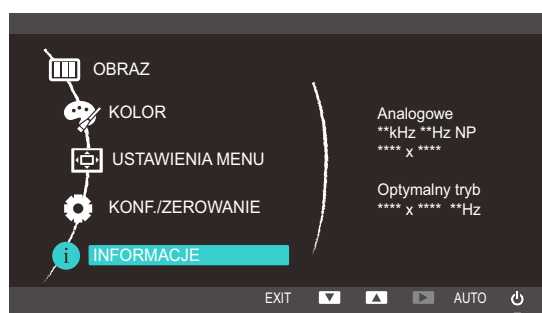 OBRAZ
KOLOR
USTAWIENIA MENU
KONF./ZEROWANIE
i INFORMACJE
Analogowe
**kHz **Hz NP
**** x ****
Optymalny tryb
**** x **** **Hz
EXIT AUTO